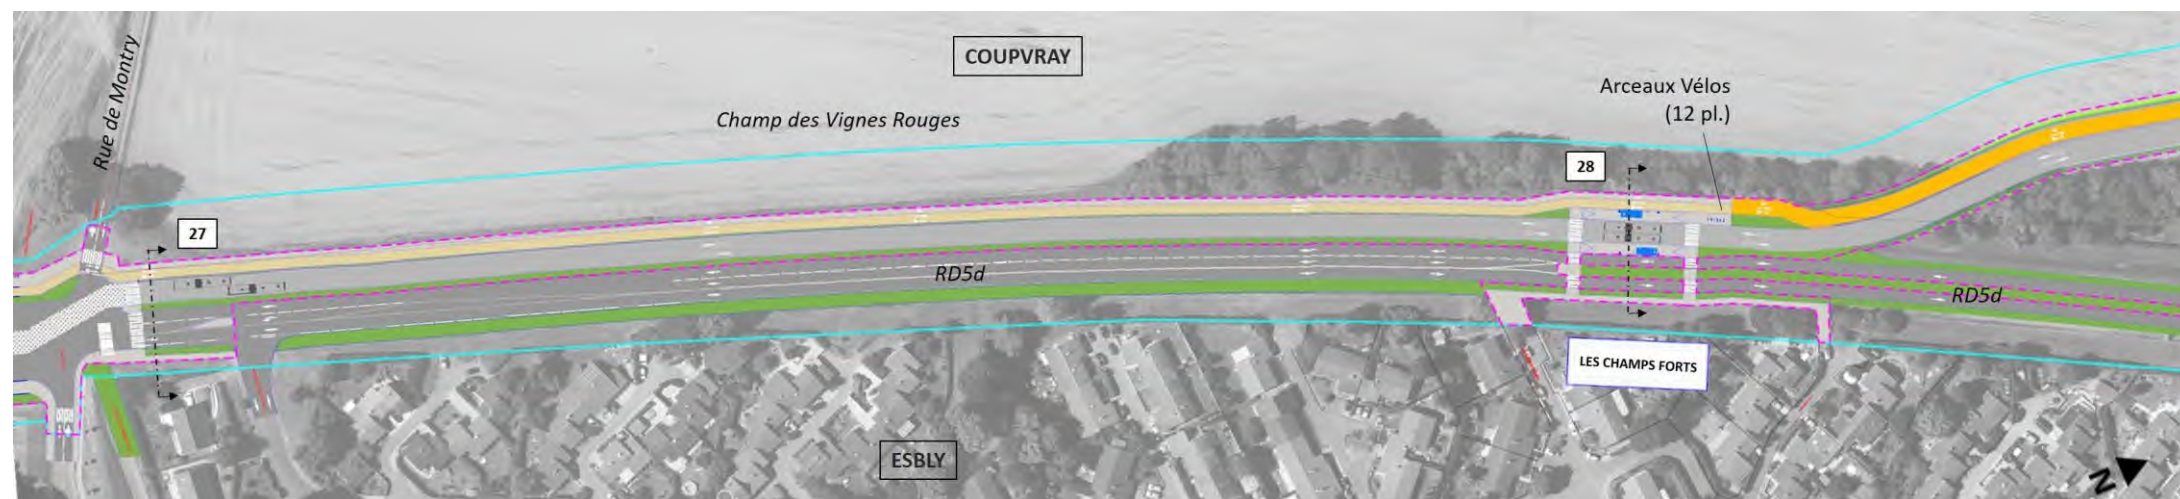 COUPVRAY
Rue de Montry
Champ des Vignes Rouges
Arceaux Vélos
(12 pl.)
28
27
RD5d
RD5d
LES CHAMPS FORTS
ESBLY
N